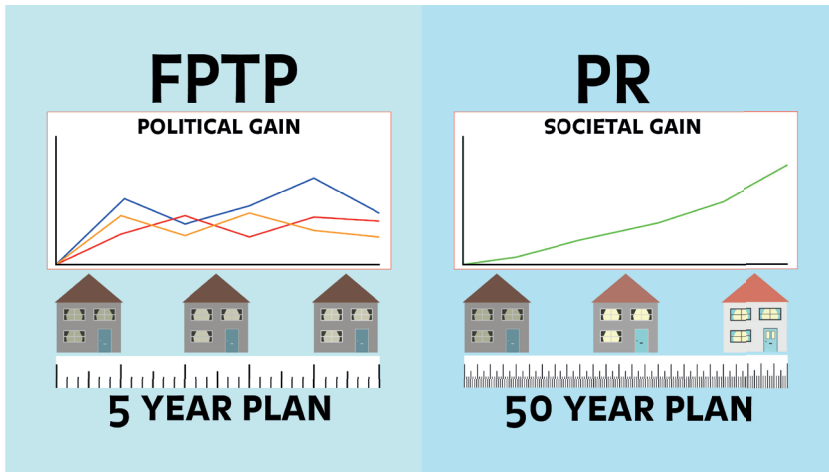 FPTP
POLITICAL GAIN
5 YEAR PLAN
PR
SOCIETAL GAIN
50 YEAR PLAN